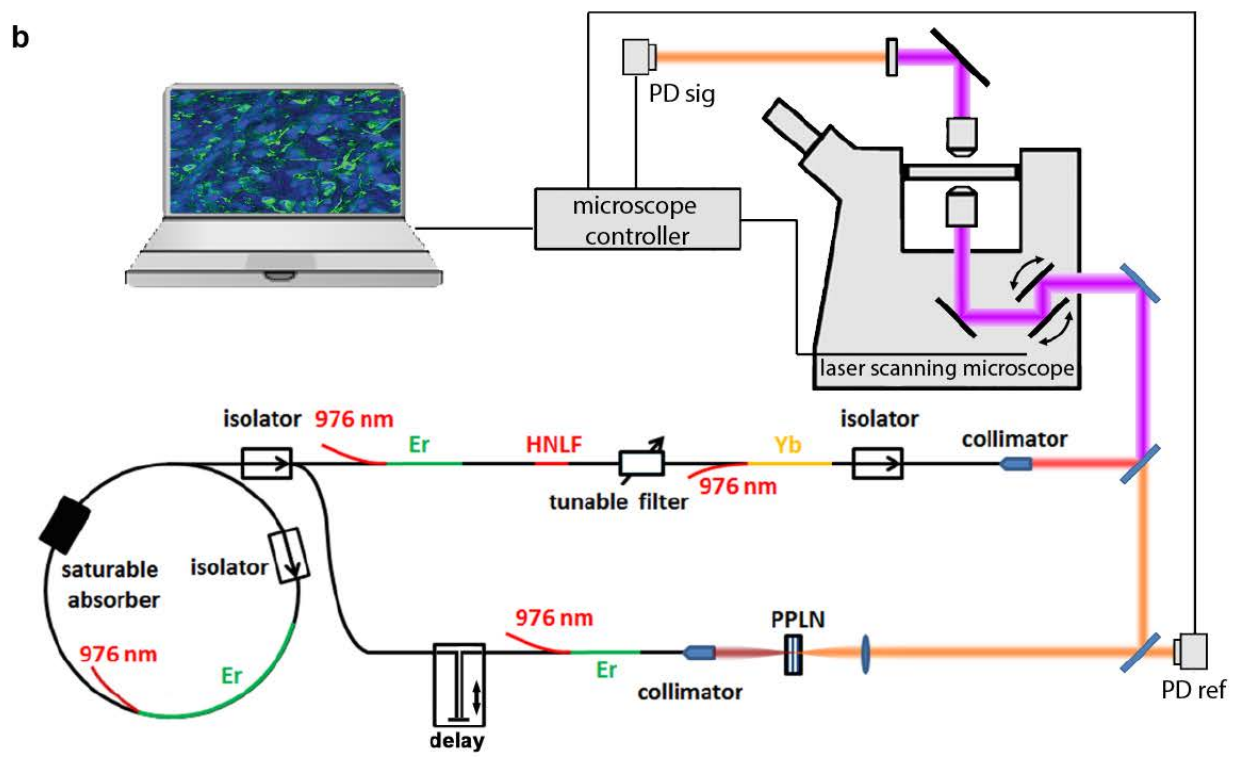 b
PD sig
microscope
controller
laser scanning microscope
isolator
976 nm
Er
HNLF
tunable filter
976 nm
Yb
isolator
collimator
saturable
absorber
isolator
976 nm
Er
delay
976 nm
Er
collimator
PPLN
PD ref